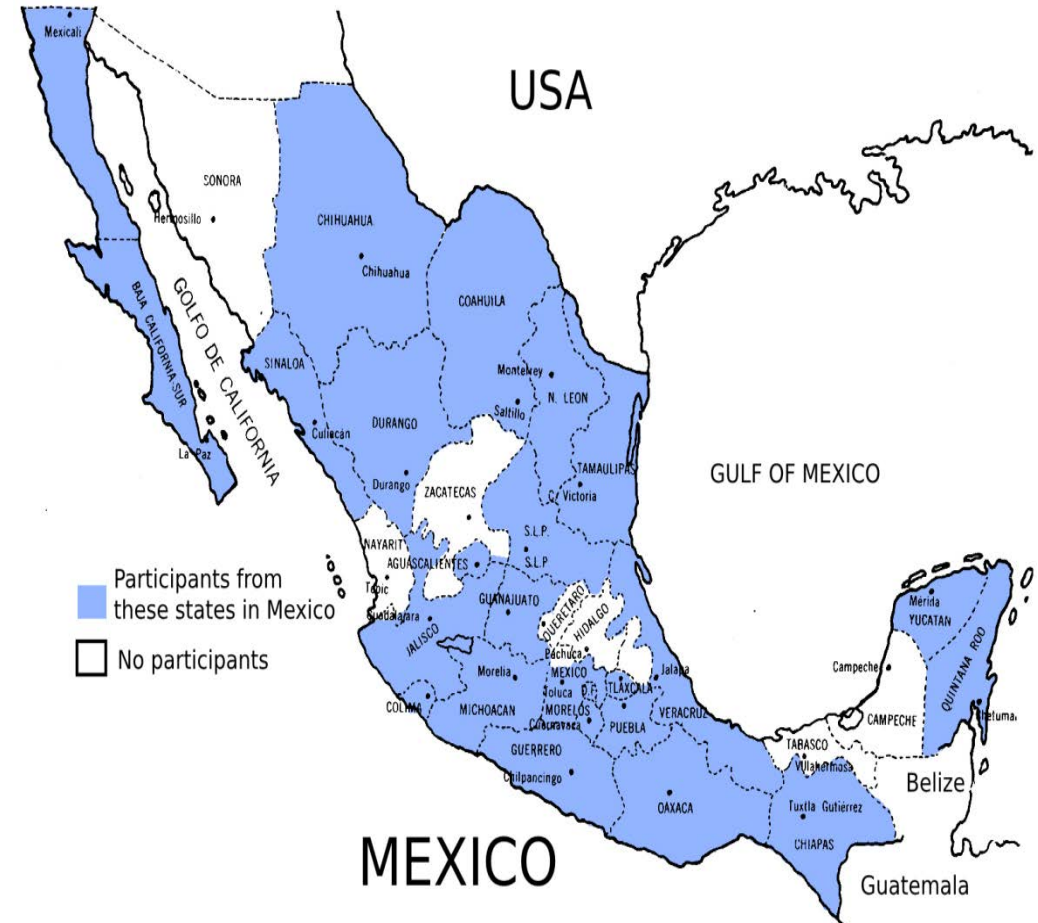 Mexicali
USA
SONORA
Hermosillo
CHIHUAHUA
Chihuahua
COAHUILA
GOLFO DE CALIFORNIA
BAJA CALIFORNIA SUR
SINALOA
Monterrey
N. LEON
Saltillo
DURANGO
Culiacán
La Paz
TAMAULIPAS
GULF OF MEXICO
Durango
ZACATECAS
C. Victoria
S.L.P.
NAYARIT
AGUASCALIENTES
S.L.P
Participants from
these states in Mexico
Tepic
GUANAJUATO
QUERETARO
HIDALGO
Guadalajara
JALISCO
No participants
Pachuca
Mérida
YUCATAN
QUINTANA ROO
Morelia
MEXICO
Toluca
D.F.
TLAXCALA
Jalapa
Campeche
COLIMA
MICHOACAN
MORELOS
Cuernavaca
PUEBLA
VERACRUZ
CAMPECHE
Chetumal
GUERRERO
Chilpancingo
TABASCO
Villahermosa
Belize
OAXACA
Tuxtla Gutiérrez
CHIAPAS
MEXICO
Guatemala